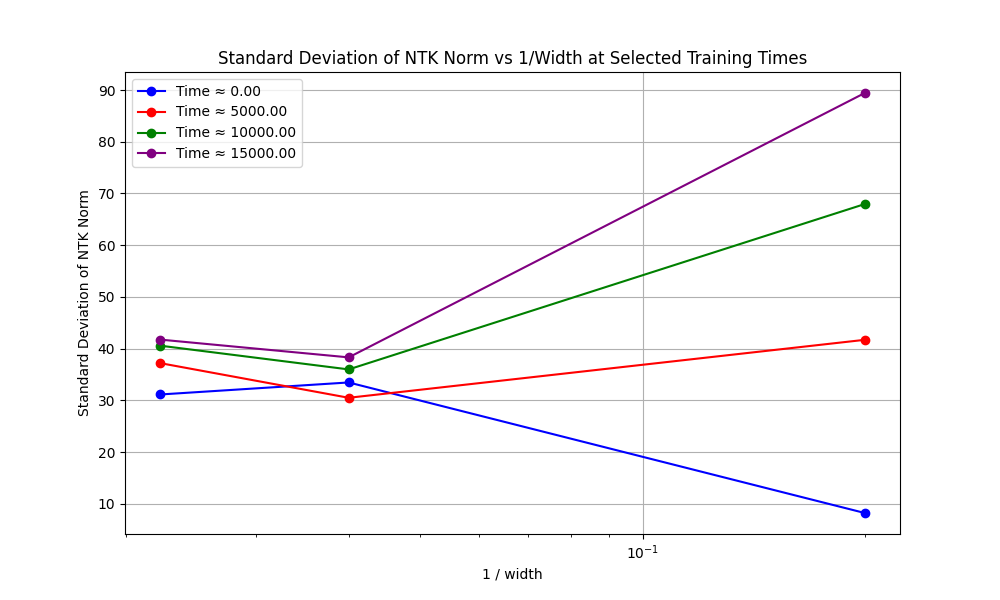 Standard Deviation of NTK Norm vs 1/Width at Selected Training Times
Time ≈ 0.00
Time ≈ 5000.00
Time ≈ 10000.00
Time ≈ 15000.00
90
80
70
60
50
40
30
20
10
Standard Deviation of NTK Norm
10⁻¹
1 / width